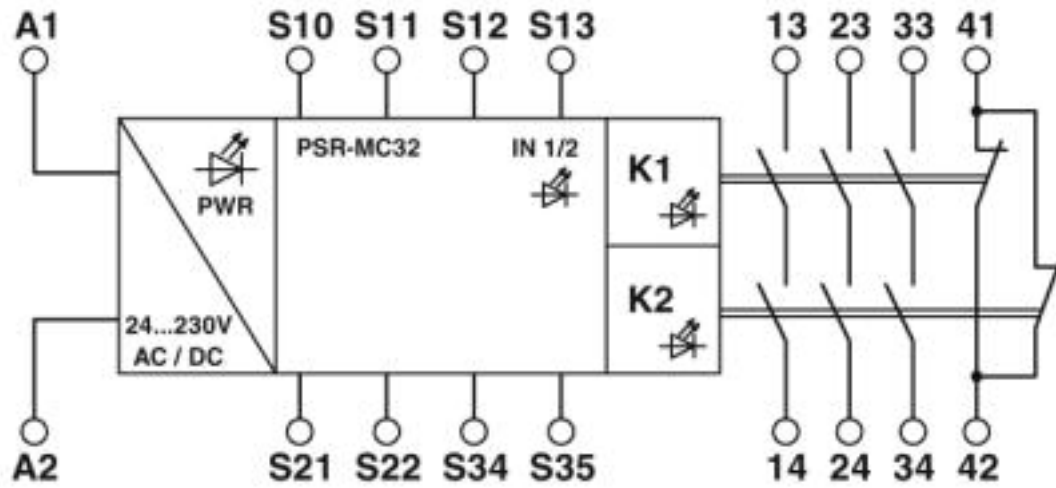 A1 S10 S11 S12 S13 13 23 33 41
PSR-MC32 IN 1/2
K1
PWR
K2
24...230V
AC / DC
A2 S21 S22 S34 S35 14 24 34 42